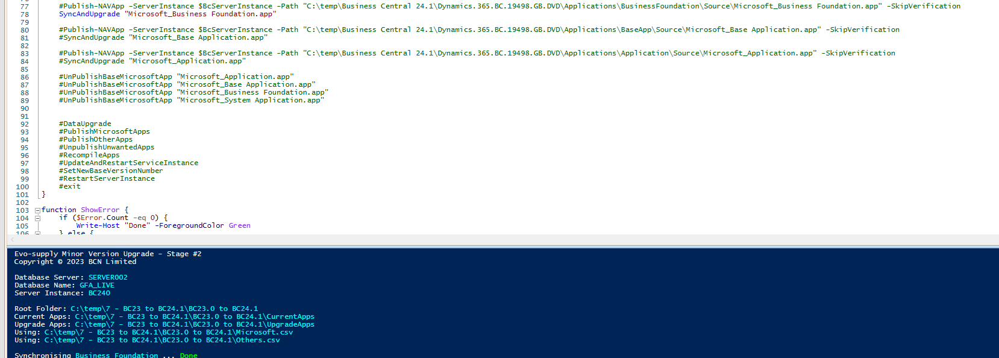 77 #Publish-NAVApp -ServerInstance $BcServerInstance -Path "C:\temp\Business Central 24.1\Dynamics.365.BC.19498.GB.DVD\Applications\BusinessFoundation\Source\Microsoft_Business Foundation.app" -SkipVerification
78 SyncAndUpgrade "Microsoft_Business Foundation.app"
79
80 #Publish-NAVApp -ServerInstance $BcServerInstance -Path "C:\temp\Business Central 24.1\Dynamics.365.BC.19498.GB.DVD\Applications\BaseApp\Source\Microsoft_Base Application.app" -SkipVerification
81 #SyncAndUpgrade "Microsoft_Base Application.app"
82
83 #Publish-NAVApp -ServerInstance $BcServerInstance -Path "C:\temp\Business Central 24.1\Dynamics.365.BC.19498.GB.DVD\Applications\Application\Source\Microsoft_Application.app" -SkipVerification
84 #SyncAndUpgrade "Microsoft_Application.app"
85
86 #UnPublishBaseMicrosoftApp "Microsoft_Application.app"
87 #UnPublishBaseMicrosoftApp "Microsoft_Base Application.app"
88 #UnPublishBaseMicrosoftApp "Microsoft_Business Foundation.app"
89 #UnPublishBaseMicrosoftApp "Microsoft_System Application.app"
90
91
92 #DataUpgrade
93 #PublishMicrosoftApps
94 #PublishOtherApps
95 #UnpublishUnwantedApps
96 #RecompileApps
97 #UpdateAndRestartServiceInstance
98 #SetNewBaseVersionNumber
99 #RestartServerInstance
100 #exit
101 }
102
103 function ShowError {
104 if ($Error.Count -eq 0) {
105 Write-Host "Done" -ForegroundColor Green
106 } else {
Evo-supply Minor Version Upgrade - Stage #2
Copyright © 2023 BCN Limited
Database Server: SERVER002
Database Name: GFA_LIVE
Server Instance: BC240
Root Folder: C:\temp\7 - BC23 to BC24.1\BC23.0 to BC24.1
Current Apps: C:\temp\7 - BC23 to BC24.1\BC23.0 to BC24.1\CurrentApps
Upgrade Apps: C:\temp\7 - BC23 to BC24.1\BC23.0 to BC24.1\UpgradeApps
Using: C:\temp\7 - BC23 to BC24.1\BC23.0 to BC24.1\Microsoft.csv
Using: C:\temp\7 - BC23 to BC24.1\BC23.0 to BC24.1\Others.csv
Synchronising Business Foundation ... Done